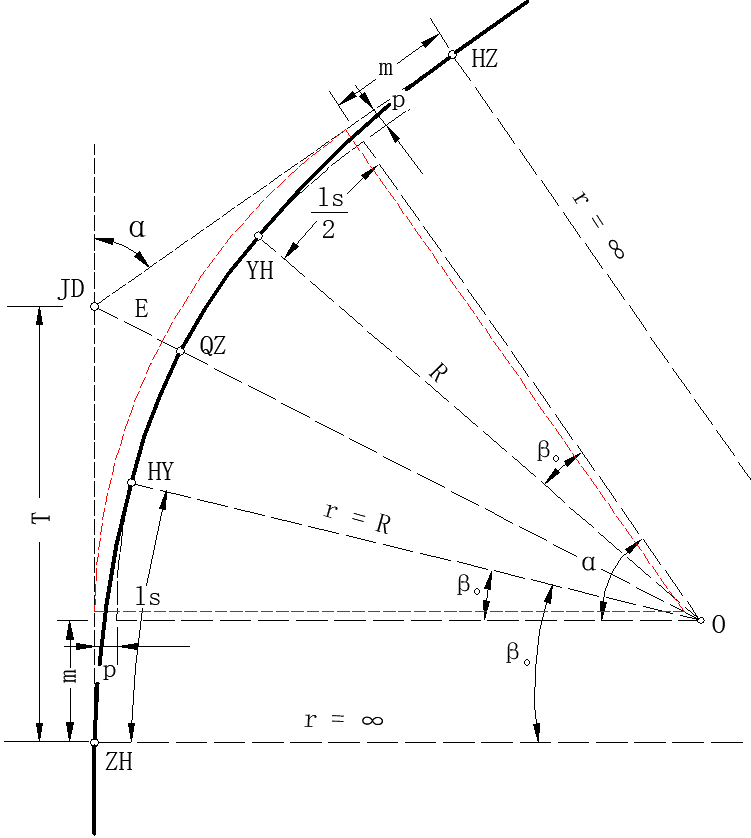 HZ
m
p
ls
2
r = ∞
α
YH
JD
E
QZ
R
β₀
HY
r = R
T
α
ls
β₀
O
β₀
p
m
r = ∞
ZH